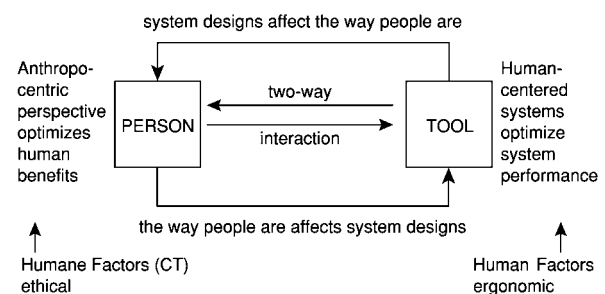 system designs affect the way people are
Anthropo-
centric
perspective
optimizes
human
benefits
PERSON
two-way
interaction
TOOL
Human-
centered
systems
optimize
system
performance
the way people are affects system designs
Humane Factors (CT)
ethical
Human Factors
ergonomic